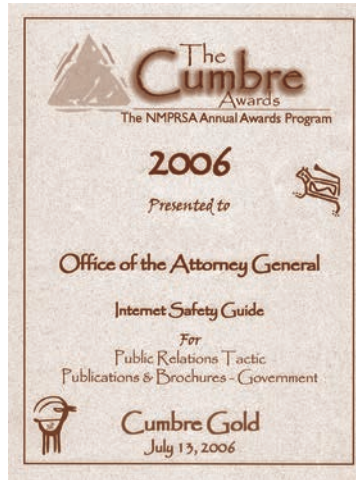 The
Cumbre
Awards
The NMPRSA Annual Awards Program
2006
Presented to
Office of the Attorney General
Internet Safety Guide
For
Public Relations Tactic
Publications & Brochures - Government
Cumbre Gold
July 13, 2006